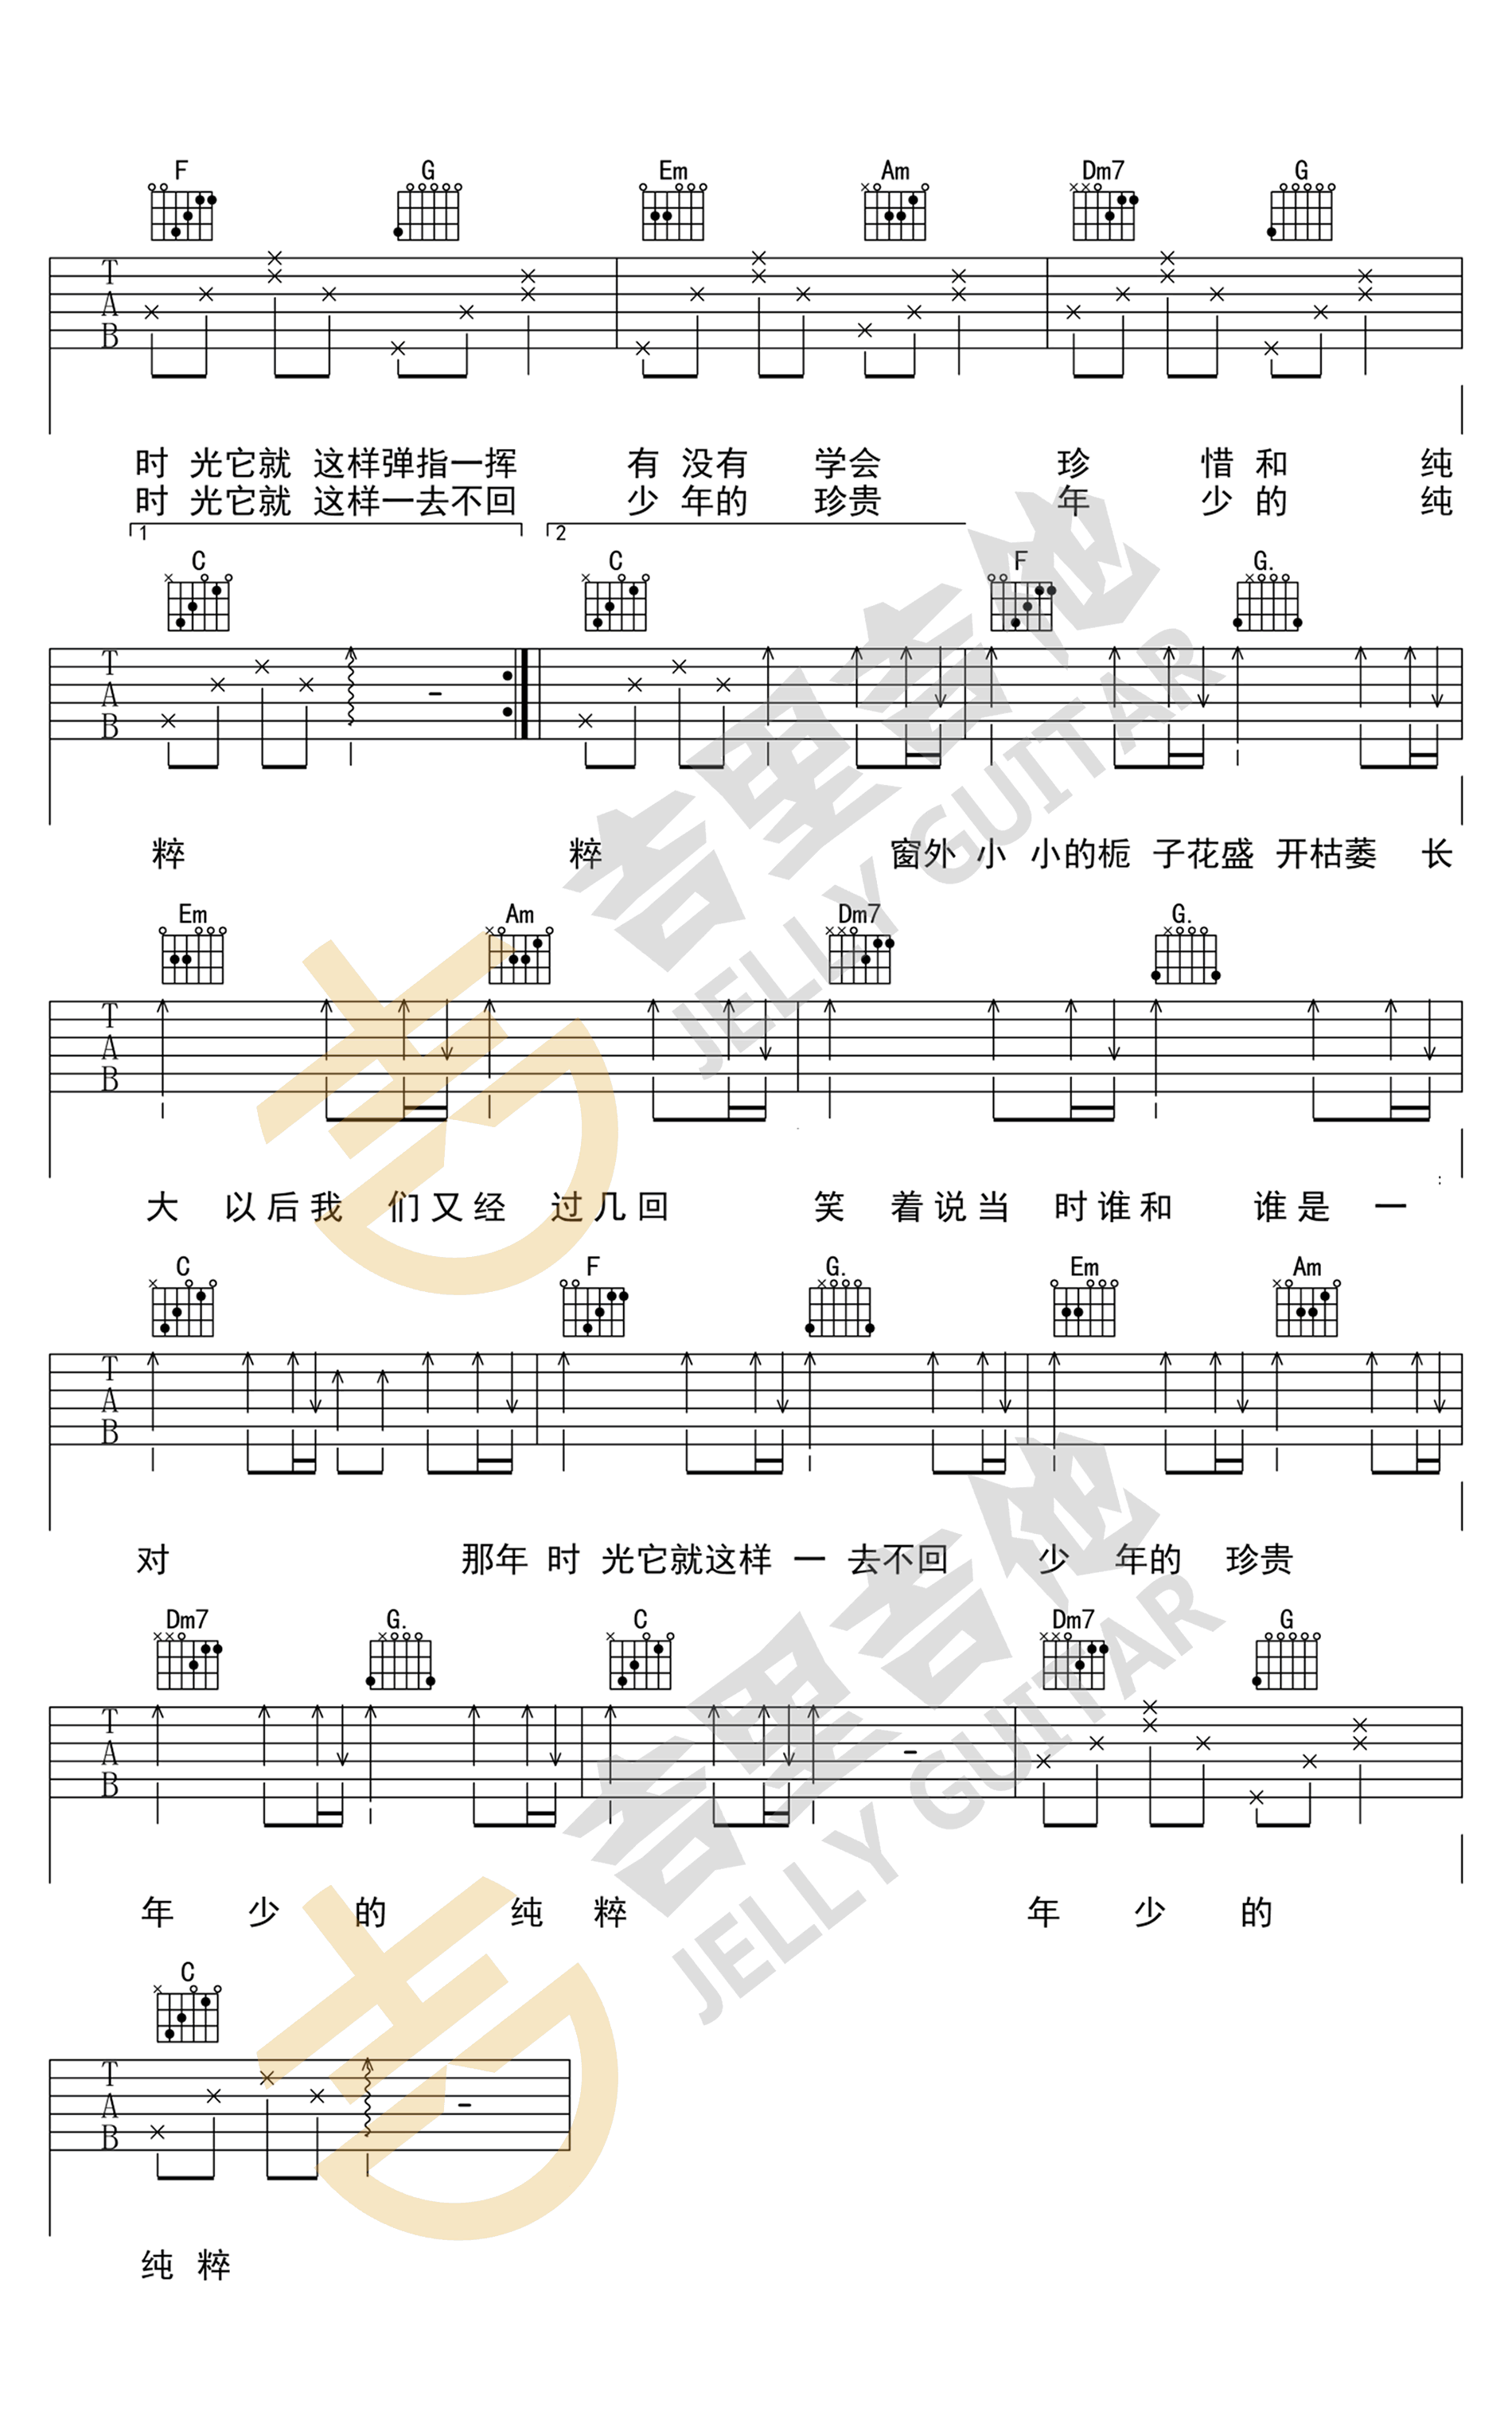 F G Em Am Dm7 G
T
A
B
时 光它就 这样弹指一挥 有 没有 学会 珍 惜 和 纯
时 光它就 这样一去不回 少 年的 珍贵 年 少 的 纯
1 2
C C F G.
T
A
B
粹 粹 窗外 小 小的栀 子花盛 开枯萎 长
Em Am Dm7 G.
T
A
B
大 以后我 们又经 过几回 笑 着说当 时谁和 谁是 一
C F G. Em Am
T
A
B
对 那年 时 光它就这样 一 去不回 少 年的 珍贵
Dm7 G. C Dm7 G
T
A
B
年 少 的 纯 粹 年 少 的
C
T
A
B
纯 粹
吉里吉他
JELLY GUITAR
吉里吉他
JELLY GUITAR